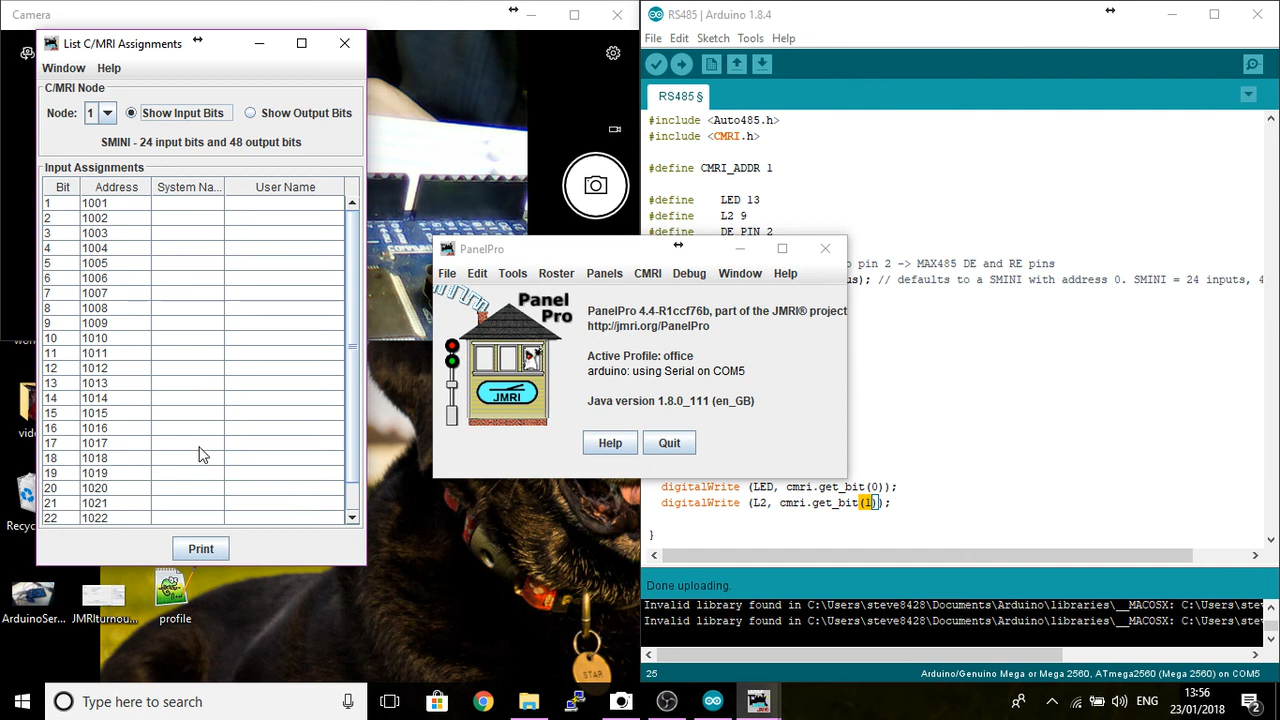 Camera
List C/MRI Assignments
Window Help
C/MRI Node
Node: 1 Show Input Bits Show Output Bits
SMINI - 24 input bits and 48 output bits
Input Assignments
Bit Address System Na... User Name
1 1001
2 1002
3 1003
4 1004
5 1005
6 1006
7 1007
8 1008
9 1009
10 1010
11 1011
12 1012
13 1013
14 1014
15 1015
16 1016
17 1017
18 1018
19 1019
20 1020
21 1021
22 1022
Print
RS485 | Arduino 1.8.4
File Edit Sketch Tools Help
RS485 §
#include <Auto485.h>
#include <CMRI.h>
#define CMRI_ADDR 1
#define LED 13
#define L2 9
#define DE_PIN 2
o pin 2 -> MAX485 DE and RE pins
s); // defaults to a SMINI with address 0. SMINI = 24 inputs, 4
PanelPro
File Edit Tools Roster Panels CMRI Debug Window Help
Panel
Pro
JMRI
PanelPro 4.4-R1ccf76b, part of the JMRI® project
http://jmri.org/PanelPro
Active Profile: office
arduino: using Serial on COM5
Java version 1.8.0_111 (en_GB)
Help Quit
digitalWrite (LED, cmri.get_bit(0));
digitalWrite (L2, cmri.get_bit(1));
}
Done uploading.
Invalid library found in C:\Users\steve8428\Documents\Arduino\libraries\__MACOSX: C:\Users\stev
Invalid library found in C:\Users\steve8428\Documents\Arduino\libraries\__MACOSX: C:\Users\stev
25 Arduino/Genuino Mega or Mega 2560, ATmega2560 (Mega 2560) on COM5
vid
Recyc
ArduinoSer... JMRIturnou... profile
STAR
Type here to search
ENG
13:56
23/01/2018
2